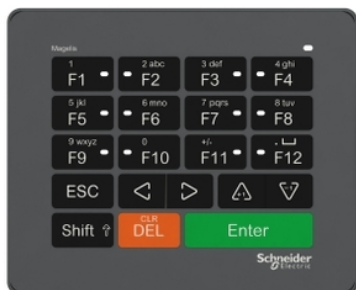 Magelis
1 2 abc 3 def 4 ghi
F1 F2 F3 F4
5 jkl 6 mno 7 pqrs 8 tuv
F5 F6 F7 F8
9 wxyz 0 +/- .
F9 F10 F11 F12
ESC
CLR
Shift ⇧ DEL Enter
Schneider
Electric